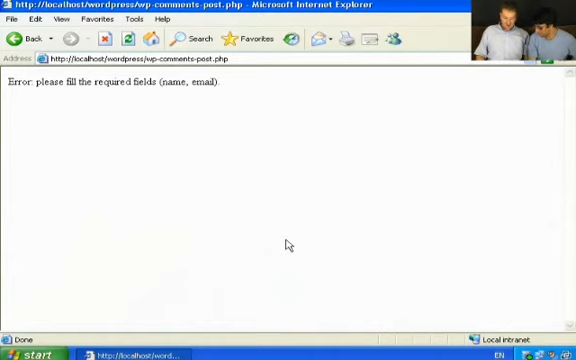 http://localhost/wordpress/wp-comments-post.php - Microsoft Internet Explorer
File Edit View Favorites Tools Help
Back Search Favorites
Address http://localhost/wordpress/wp-comments-post.php
Error: please fill the required fields (name, email).
Done Local intranet
start http://localhost/word... EN